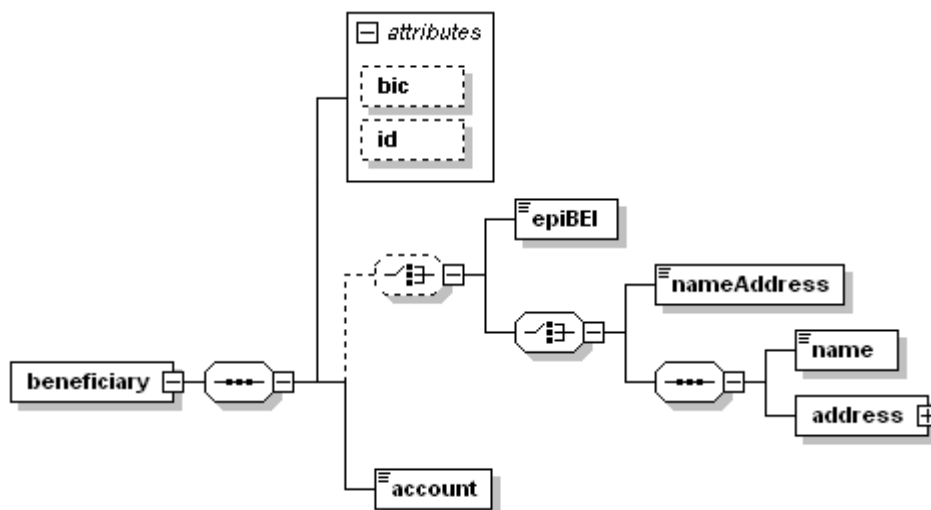 attributes
bic
id
epiBEI
nameAddress
name
beneficiary
address
account